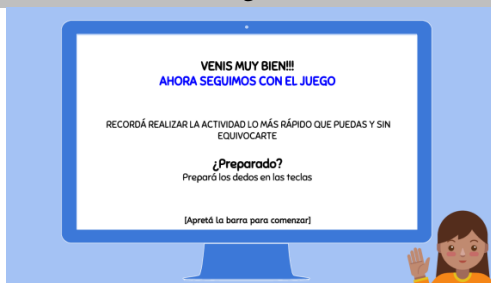 VENIS MUY BIEN!!!
AHORA SEGUIMOS CON EL JUEGO
RECORDÁ REALIZAR LA ACTIVIDAD LO MÁS RÁPIDO QUE PUEDAS Y SIN
EQUIVOCARTE
¿Preparado?
Prepará los dedos en las teclas
[Apretá la barra para comenzar]